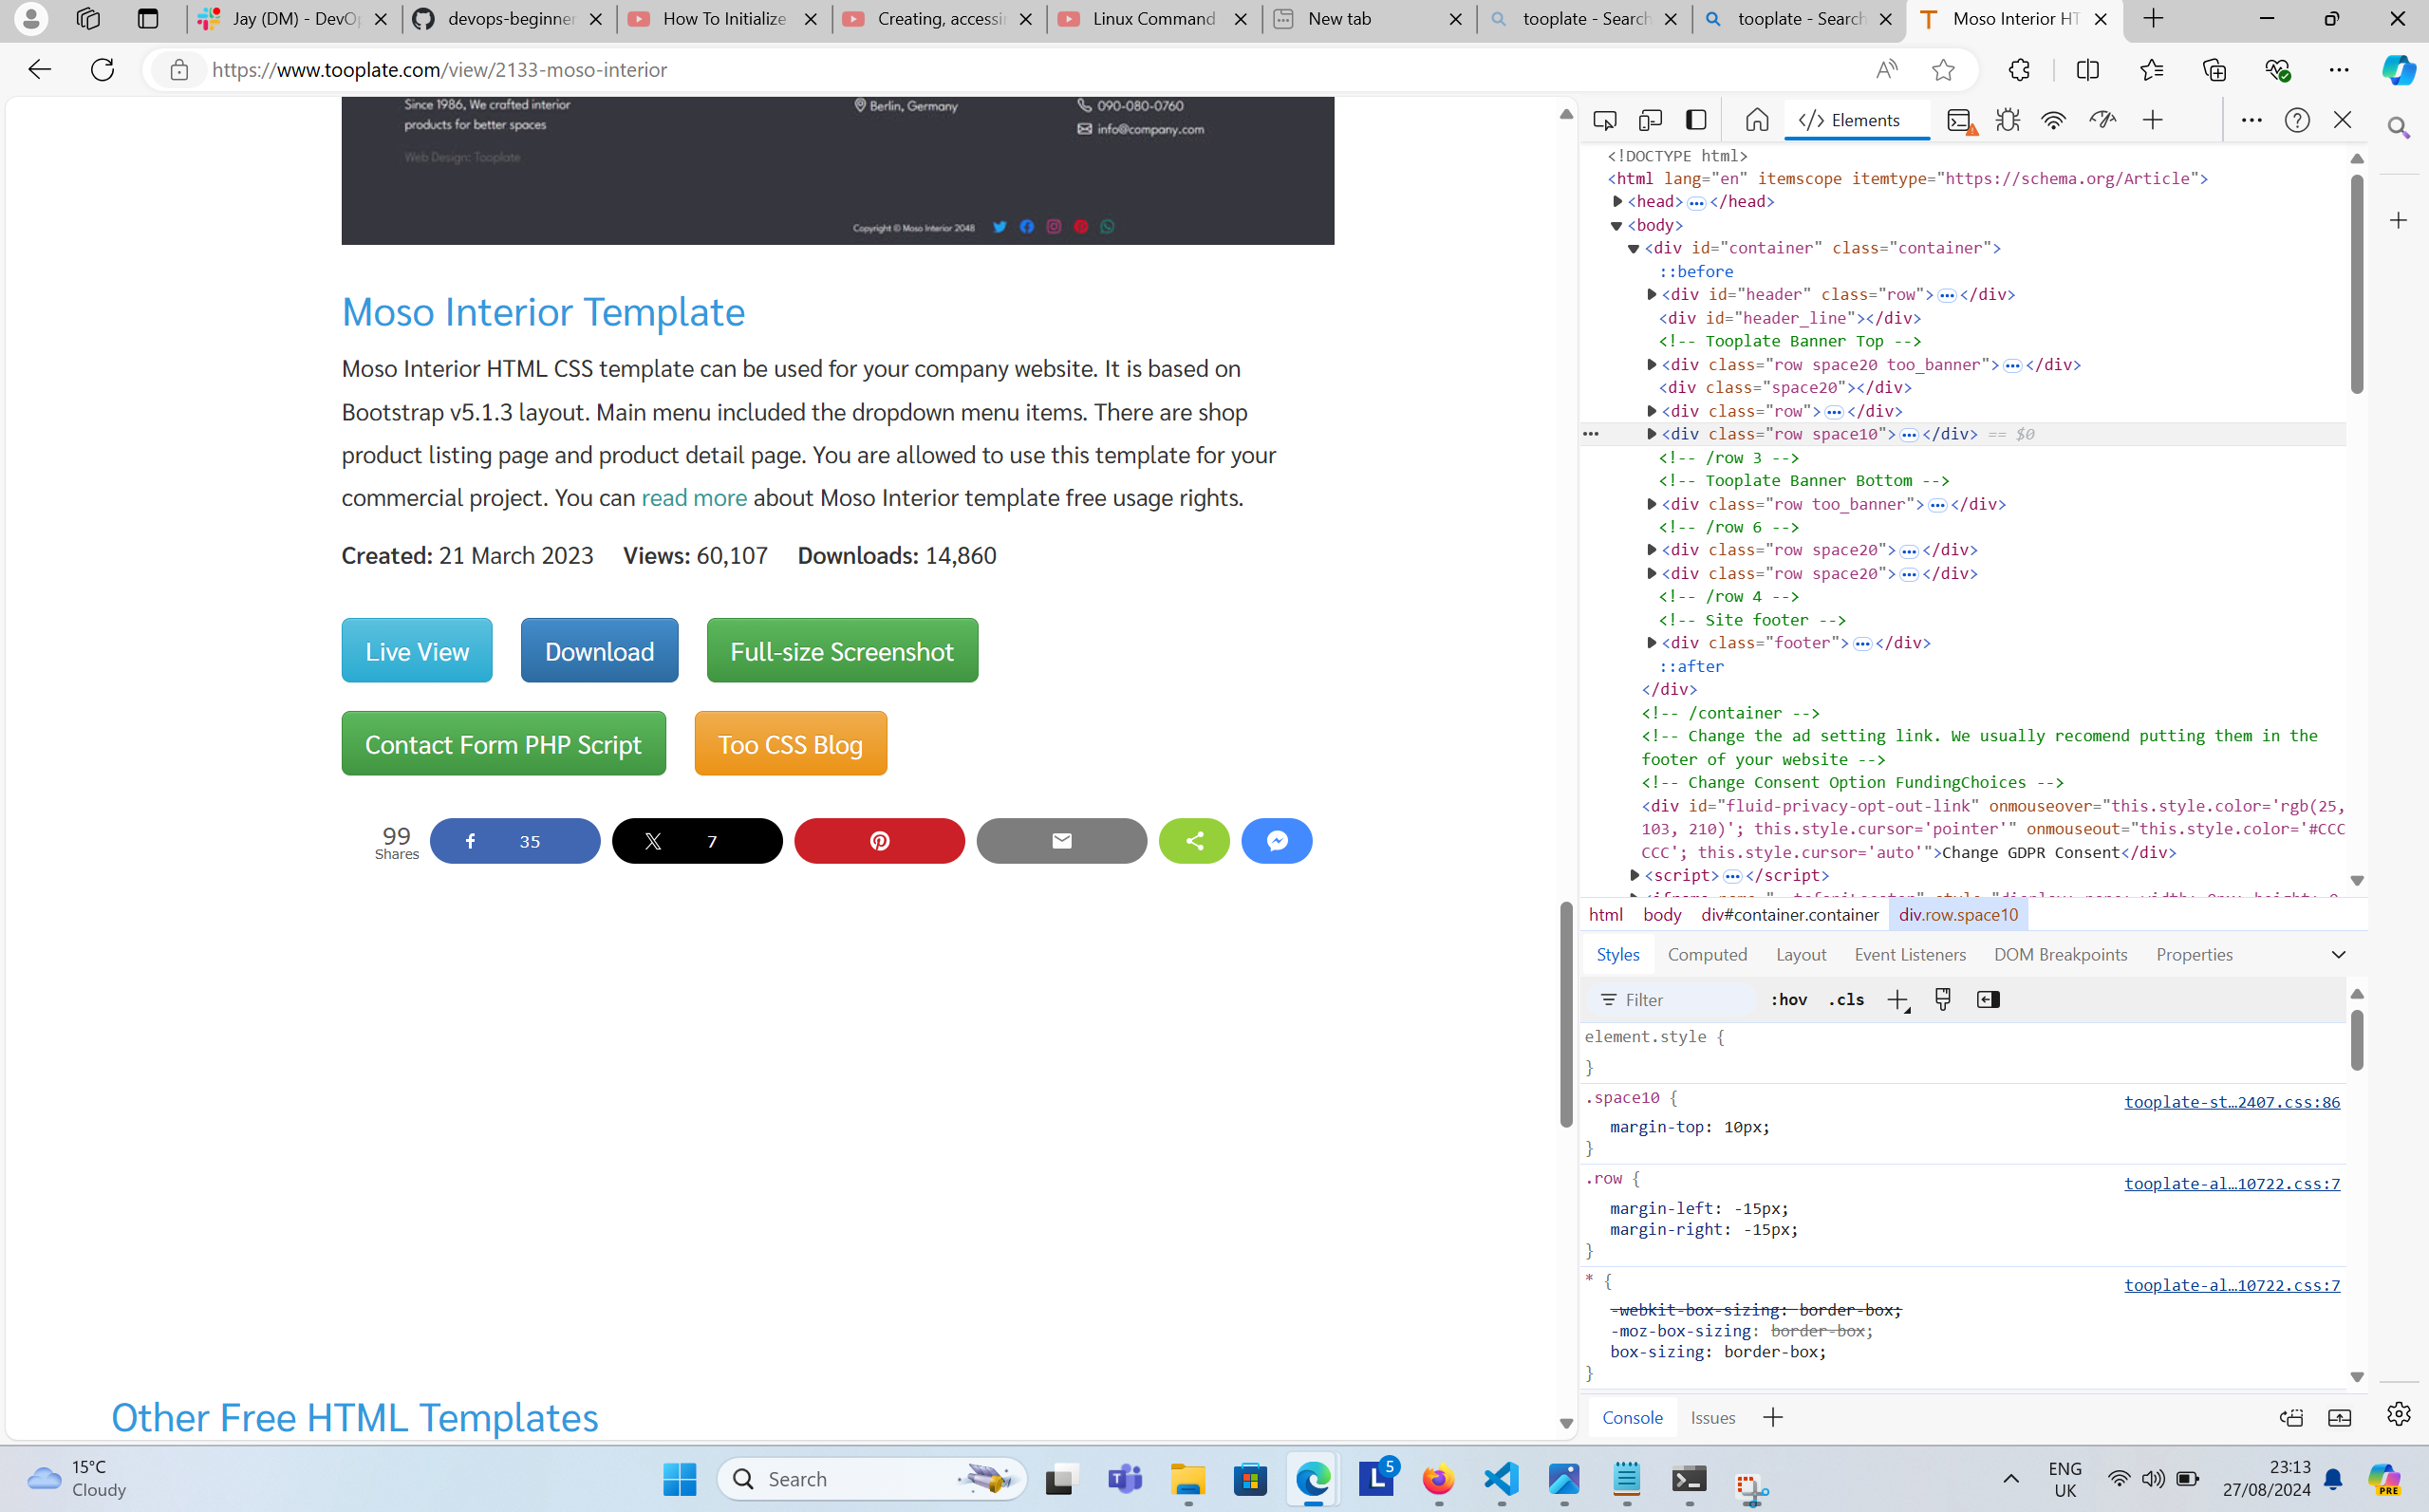 Jay (DM) - DevO
devops-beginner
How To Initialize
Creating, accessi
Linux Command
New tab
tooplate - Search
tooplate - Search
Moso Interior HT
https://www.tooplate.com/view/2133-moso-interior
Since 1986, We crafted interior
products for better spaces
Web Design: Tooplate
Berlin, Germany
090-080-0760
info@company.com
Copyright © Moso Interior 2048
Moso Interior Template
Moso Interior HTML CSS template can be used for your company website. It is based on
Bootstrap v5.1.3 layout. Main menu included the dropdown menu items. There are shop
product listing page and product detail page. You are allowed to use this template for your
commercial project. You can read more about Moso Interior template free usage rights.
Created: 21 March 2023 Views: 60,107 Downloads: 14,860
Live View
Download
Full-size Screenshot
Contact Form PHP Script
Too CSS Blog
99
Shares
35
7
Other Free HTML Templates
Elements
<!DOCTYPE html>
<html lang="en" itemscope itemtype="https://schema.org/Article">
<head>…</head>
<body>
<div id="container" class="container">
::before
<div id="header" class="row">…</div>
<div id="header_line"></div>
<!-- Tooplate Banner Top -->
<div class="row space20 too_banner">…</div>
<div class="space20"></div>
<div class="row">…</div>
<div class="row space10">…</div> == $0
<!-- /row 3 -->
<!-- Tooplate Banner Bottom -->
<div class="row too_banner">…</div>
<!-- /row 6 -->
<div class="row space20">…</div>
<div class="row space20">…</div>
<!-- /row 4 -->
<!-- Site footer -->
<div class="footer">…</div>
::after
</div>
<!-- /container -->
<!-- Change the ad setting link. We usually recomend putting them in the
footer of your website -->
<!-- Change Consent Option FundingChoices -->
<div id="fluid-privacy-opt-out-link" onmouseover="this.style.color='rgb(25,
103, 210)'; this.style.cursor='pointer'" onmouseout="this.style.color='#CCC
CCC'; this.style.cursor='auto'">Change GDPR Consent</div>
<script>…</script>
html body div#container.container div.row.space10
Styles Computed Layout Event Listeners DOM Breakpoints Properties
Filter :hov .cls
element.style {
}
.space10 { tooplate-st…2407.css:86
margin-top: 10px;
}
.row { tooplate-al…10722.css:7
margin-left: -15px;
margin-right: -15px;
}
* { tooplate-al…10722.css:7
-webkit-box-sizing: border-box;
-moz-box-sizing: border-box;
box-sizing: border-box;
}
Console Issues
15°C
Cloudy
Search
5
ENG
UK
23:13
27/08/2024
PRE